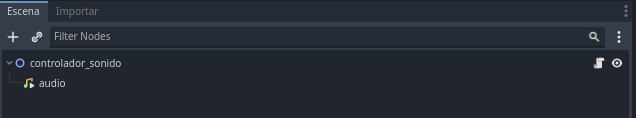 Escena Importar
Filter Nodes
controlador_sonido
audio